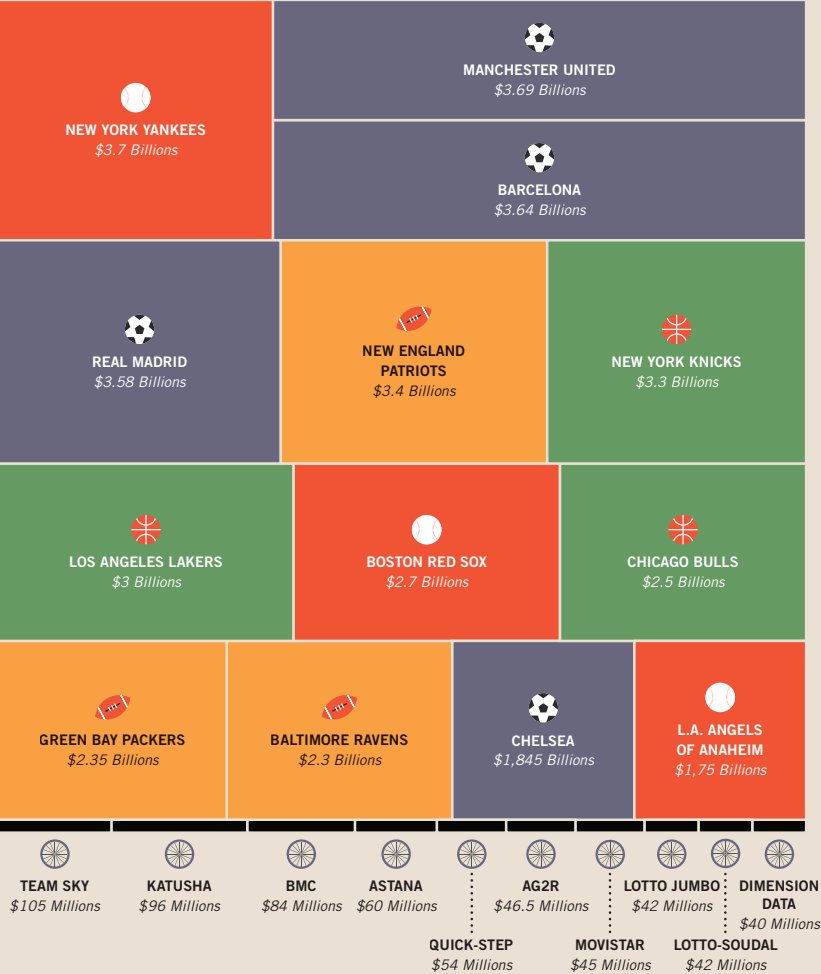 MANCHESTER UNITED
$3.69 Billions
NEW YORK YANKEES
$3.7 Billions
BARCELONA
$3.64 Billions
REAL MADRID
$3.58 Billions
NEW ENGLAND
PATRIOTS
$3.4 Billions
NEW YORK KNICKS
$3.3 Billions
LOS ANGELES LAKERS
$3 Billions
BOSTON RED SOX
$2.7 Billions
CHICAGO BULLS
$2.5 Billions
GREEN BAY PACKERS
$2.35 Billions
BALTIMORE RAVENS
$2.3 Billions
CHELSEA
$1,845 Billions
L.A. ANGELS
OF ANAHEIM
$1,75 Billions
TEAM SKY
$105 Millions
KATUSHA
$96 Millions
BMC
$84 Millions
ASTANA
$60 Millions
QUICK-STEP
$54 Millions
AG2R
$46.5 Millions
MOVISTAR
$45 Millions
LOTTO JUMBO
$42 Millions
LOTTO-SOUDAL
$42 Millions
DIMENSION
DATA
$40 Millions